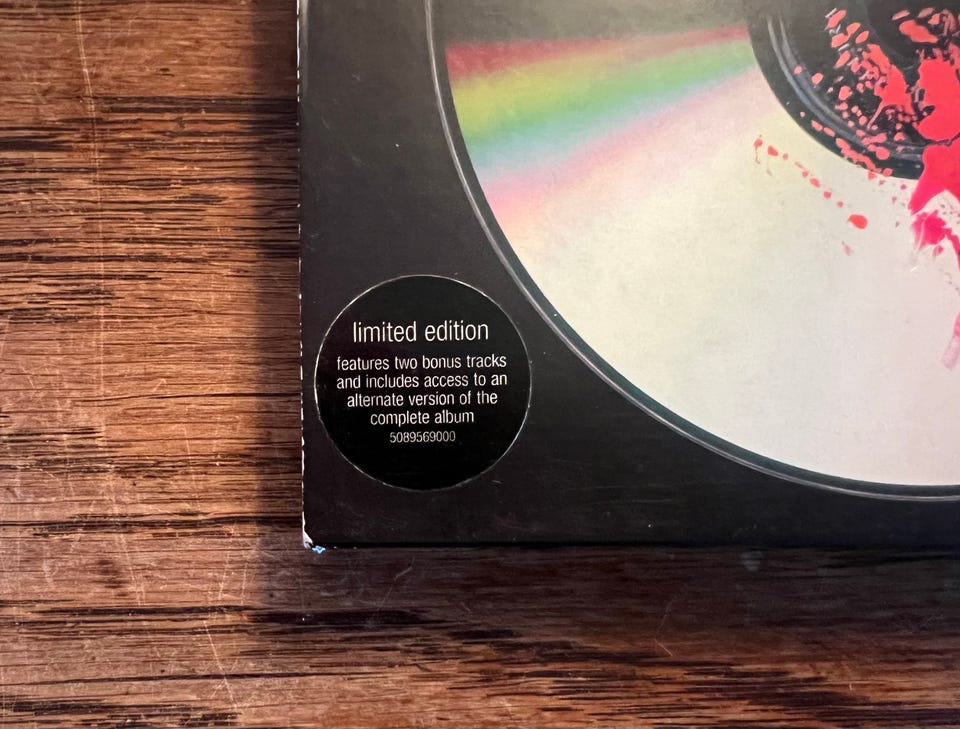 limited edition
features two bonus tracks
and includes access to an
alternate version of the
complete album
5089569000